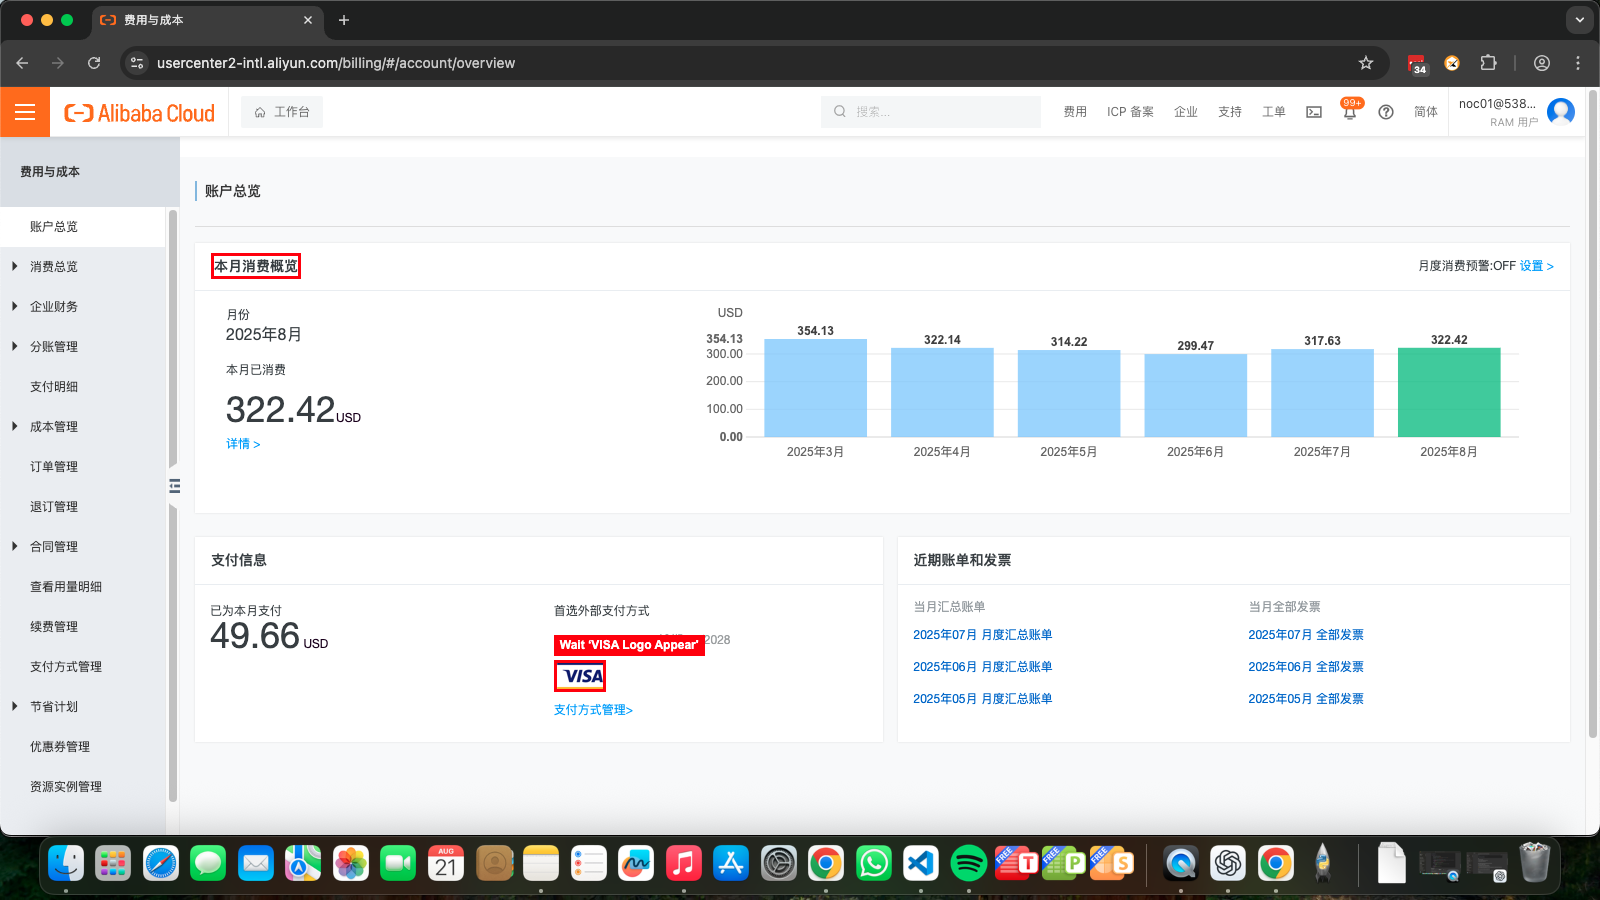 费用与成本
usercenter2-intl.aliyun.com/billing/#/account/overview
34
Alibaba Cloud
工作台
搜索...
费用
ICP 备案
企业
支持
工单
99+
简体
noc01@538...
RAM 用户
费用与成本
账户总览
消费总览
企业财务
分账管理
支付明细
成本管理
订单管理
退订管理
合同管理
查看用量明细
续费管理
支付方式管理
节省计划
优惠券管理
资源实例管理
账户总览
本月消费概览
月度消费预警:OFF 设置 >
月份
2025年8月
本月已消费
322.42 USD
详情 >
USD
354.13
300.00
200.00
100.00
0.00
354.13
322.14
314.22
299.47
317.63
322.42
2025年3月
2025年4月
2025年5月
2025年6月
2025年7月
2025年8月
支付信息
已为本月支付
49.66 USD
首选外部支付方式
2028
Wait 'VISA Logo Appear'
VISA
支付方式管理>
近期账单和发票
当月汇总账单
当月全部发票
2025年07月 月度汇总账单
2025年07月 全部发票
2025年06月 月度汇总账单
2025年06月 全部发票
2025年05月 月度汇总账单
2025年05月 全部发票
AUG
21
FREE
T
FREE
P
FREE
S